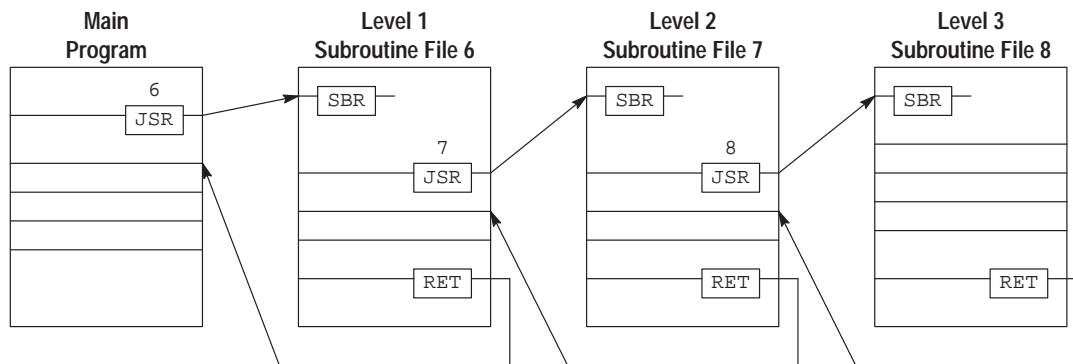 Main
Program
Level 1
Subroutine File 6
Level 2
Subroutine File 7
Level 3
Subroutine File 8
6
JSR
SBR
7
JSR
RET
SBR
8
JSR
RET
SBR
RET